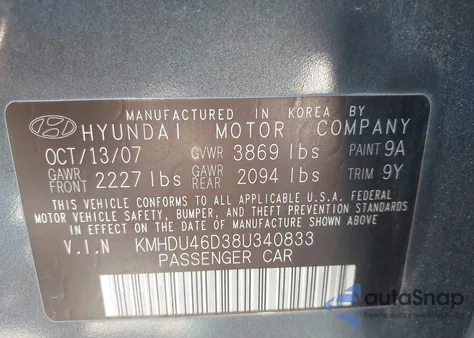 MANUFACTURED IN KOREA BY
HYUNDAI MOTOR COMPANY
OCT/13/07 GVWR 3869 lbs PAINT 9A
GAWR FRONT 2227 lbs GAWR REAR 2094 lbs TRIM 9Y
THIS VEHICLE CONFORMS TO ALL APPLICABLE U.S.A. FEDERAL
MOTOR VEHICLE SAFETY, BUMPER, AND THEFT PREVENTION STANDARDS
IN EFFECT ON THE DATE OF MANUFACTURE SHOWN ABOVE.
V.I.N KMHDU46D38U340833
PASSENGER CAR
autoSnap